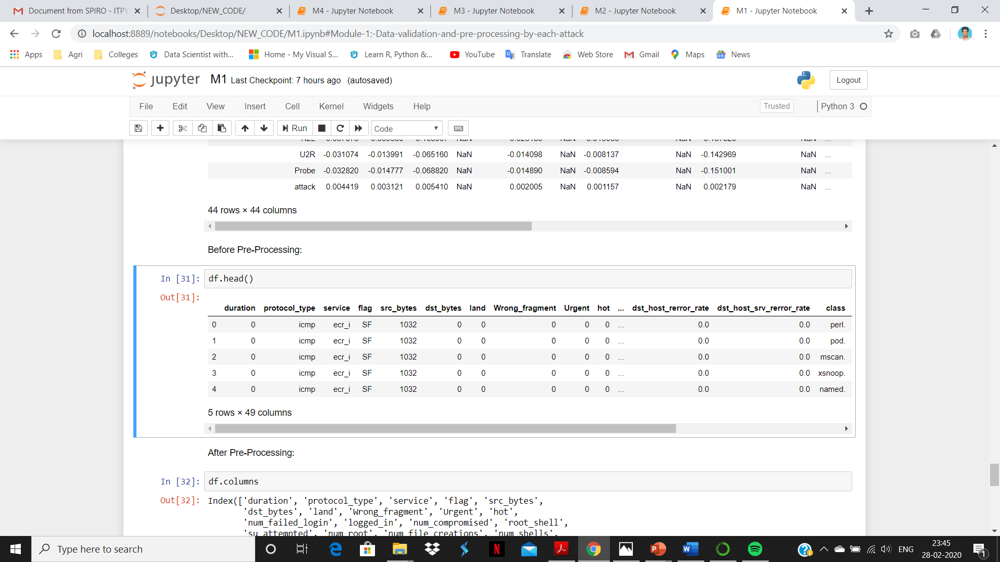 Document from SPIRO - ITPY
Desktop/NEW_CODE/
M4 - Jupyter Notebook
M3 - Jupyter Notebook
M2 - Jupyter Notebook
M1 - Jupyter Notebook
localhost:8889/notebooks/Desktop/NEW_CODE/M1.ipynb#Module-1:-Data-validation-and-pre-processing-by-each-attack
Apps Agri Colleges Data Scientist with... Home - My Visual S... Learn R, Python &... YouTube Translate Web Store Gmail Maps News
jupyter M1 Last Checkpoint: 7 hours ago (autosaved) Logout
File Edit View Insert Cell Kernel Widgets Help Trusted Python 3
Run Code
U2R -0.031074 -0.013991 -0.065160 NaN -0.014098 NaN -0.008137 NaN -0.142969 NaN ...
Probe -0.032820 -0.014777 -0.068820 NaN -0.014890 NaN -0.008594 NaN -0.151001 NaN ...
attack 0.004419 0.003121 0.005410 NaN 0.002005 NaN 0.001157 NaN 0.002179 NaN ...
44 rows × 44 columns
Before Pre-Processing:
In [31]: df.head()
Out[31]:
duration protocol_type service flag src_bytes dst_bytes land Wrong_fragment Urgent hot ... dst_host_rerror_rate dst_host_srv_rerror_rate class
0 0 icmp ecr_i SF 1032 0 0 0 0 0 ... 0.0 0.0 perl.
1 0 icmp ecr_i SF 1032 0 0 0 0 0 ... 0.0 0.0 pod.
2 0 icmp ecr_i SF 1032 0 0 0 0 0 ... 0.0 0.0 mscan.
3 0 icmp ecr_i SF 1032 0 0 0 0 0 ... 0.0 0.0 xsnoop.
4 0 icmp ecr_i SF 1032 0 0 0 0 0 ... 0.0 0.0 named.
5 rows × 49 columns
After Pre-Processing:
In [32]: df.columns
Out[32]: Index(['duration', 'protocol_type', 'service', 'flag', 'src_bytes',
'dst_bytes', 'land', 'Wrong_fragment', 'Urgent', 'hot',
'num_failed_login', 'logged_in', 'num_compromised', 'root_shell',
'su_attempted', 'num_root', 'num_file_creations', 'num_shells',
Type here to search
ENG
23:45
28-02-2020
1